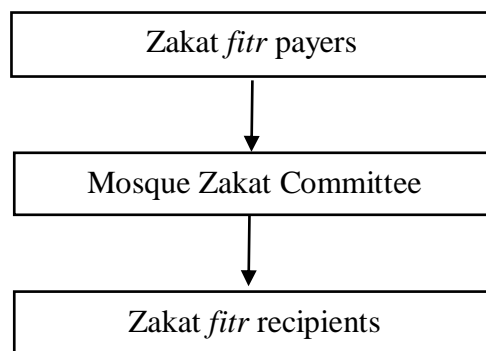 Zakat fitr payers
Mosque Zakat Committee
Zakat fitr recipients